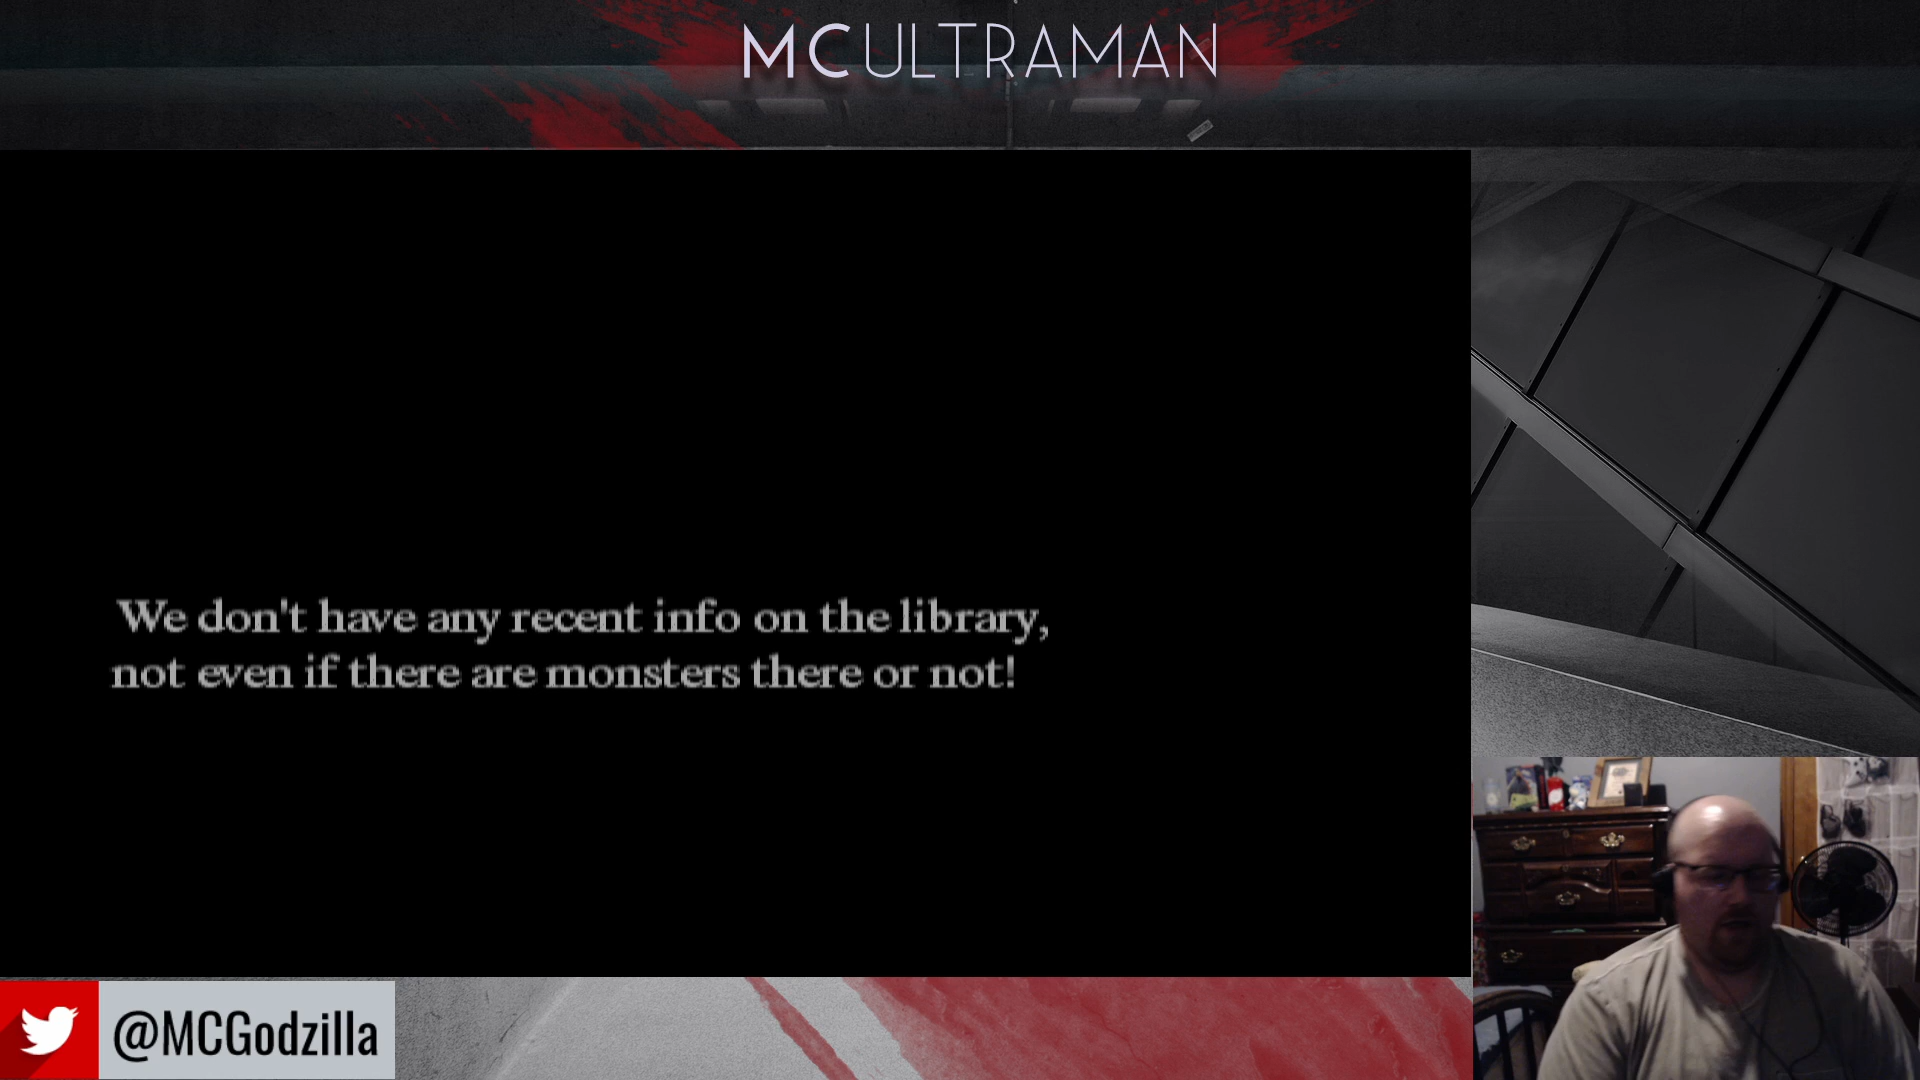 MCULTRAMAN
We don't have any recent info on the library,
not even if there are monsters there or not!
@MCGodzilla